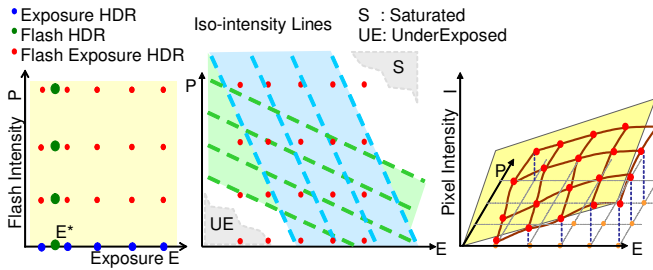 Exposure HDR
Flash HDR
Flash Exposure HDR
Iso-intensity Lines
S : Saturated
UE: UnderExposed
Flash Intensity P
E*
Exposure E
P
S
UE
E
Pixel Intensity I
P
E